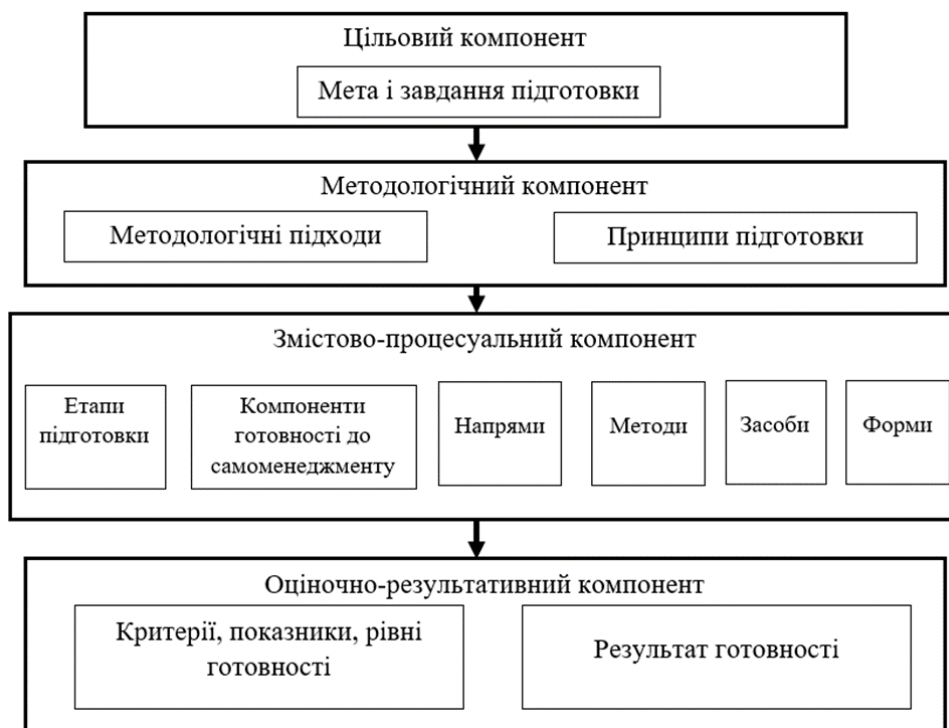 Цільовий компонент
Мета і завдання підготовки
Методологічний компонент
Методологічні підходи
Принципи підготовки
Змістово-процесуальний компонент
Етапи
підготовки
Компоненти
готовності до
самоменеджменту
Напрями
Методи
Засоби
Форми
Оціночно-результативний компонент
Критерії, показники, рівні
готовності
Результат готовності